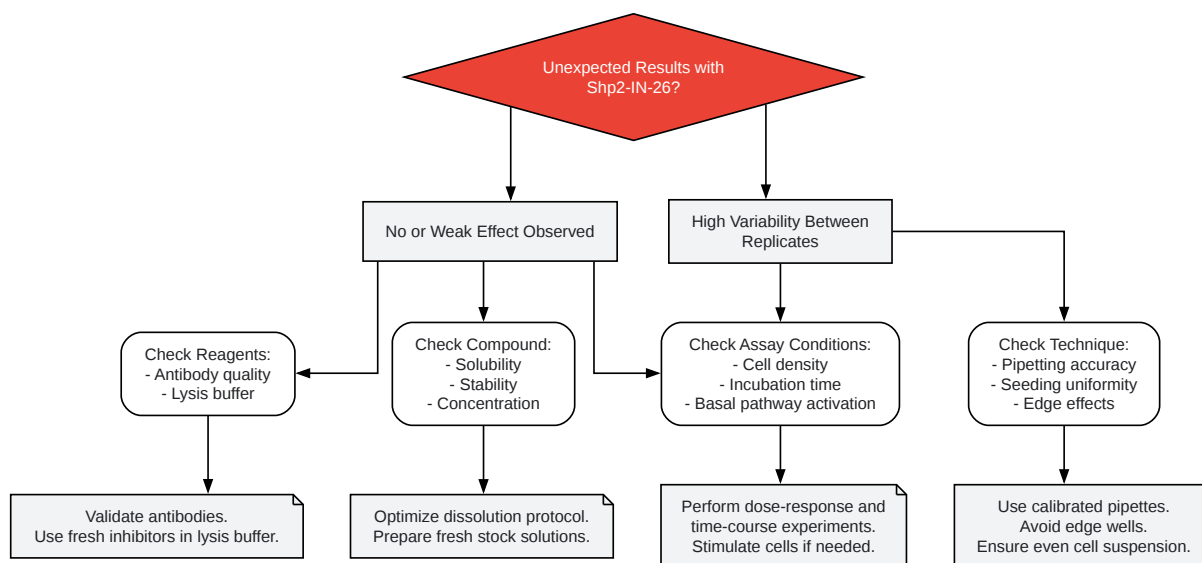 Unexpected Results with
Shp2-IN-26?
No or Weak Effect Observed
High Variability Between
Replicates
Check Reagents:
- Antibody quality
- Lysis buffer
Check Compound:
- Solubility
- Stability
- Concentration
Check Assay Conditions:
- Cell density
- Incubation time
- Basal pathway activation
Check Technique:
- Pipetting accuracy
- Seeding uniformity
- Edge effects
Validate antibodies.
Use fresh inhibitors in lysis buffer.
Optimize dissolution protocol.
Prepare fresh stock solutions.
Perform dose-response and
time-course experiments.
Stimulate cells if needed.
Use calibrated pipettes.
Avoid edge wells.
Ensure even cell suspension.